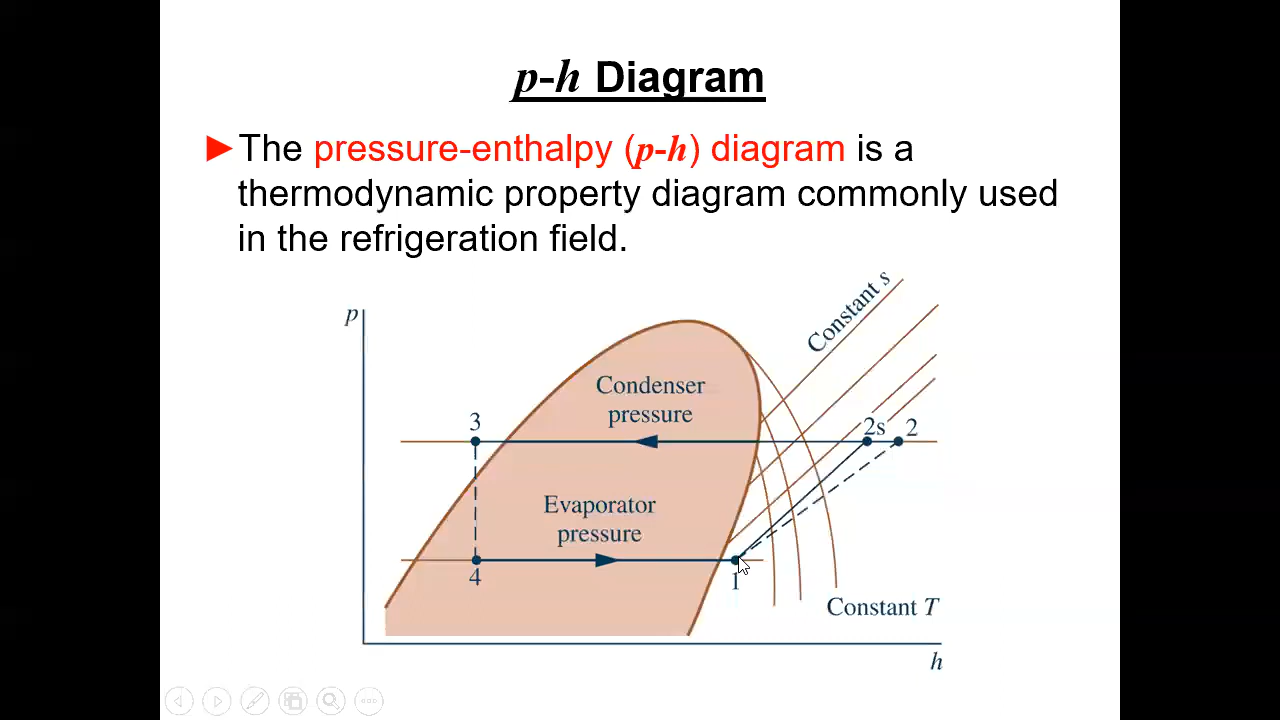 p-h Diagram
►The pressure-enthalpy (p-h) diagram is a
thermodynamic property diagram commonly used
in the refrigeration field.
p
Constant s
Condenser
pressure
3
2s
2
Evaporator
pressure
4
1
Constant T
h